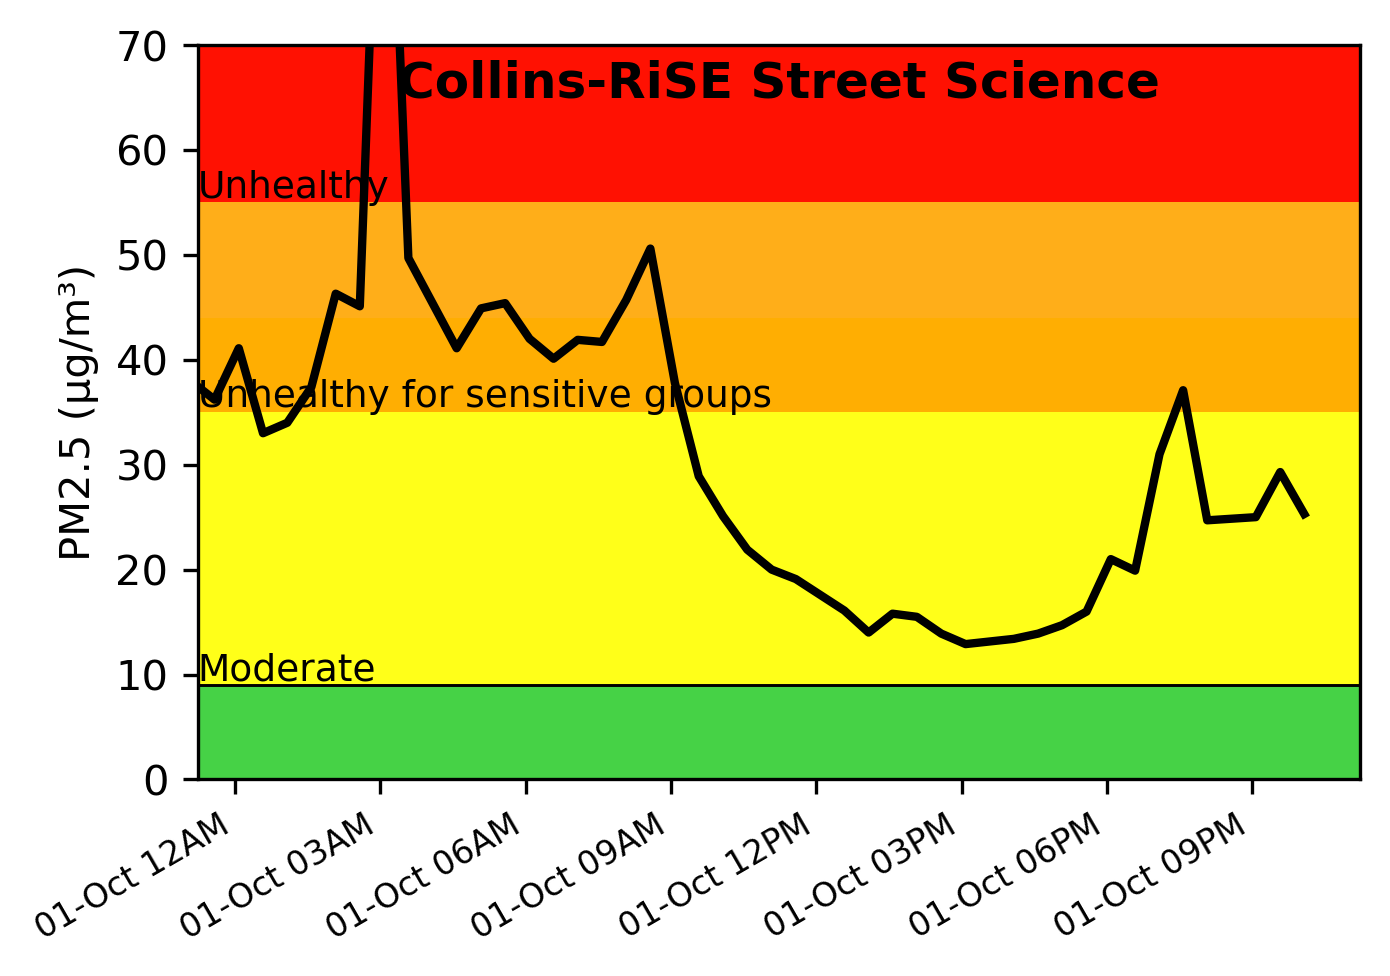 Collins-RiSE Street Science
PM2.5 (µg/m³)
70
60
Unhealthy
50
40
Unhealthy for sensitive groups
30
20
Moderate
10
0
01-Oct 12AM
01-Oct 03AM
01-Oct 06AM
01-Oct 09AM
01-Oct 12PM
01-Oct 03PM
01-Oct 06PM
01-Oct 09PM